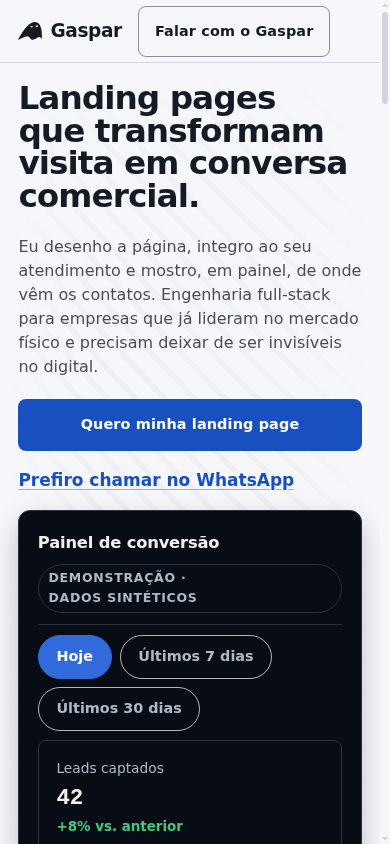 Gaspar
Falar com o Gaspar
Landing pages
que transformam
visita em conversa
comercial.
Eu desenho a página, integro ao seu
atendimento e mostro, em painel, de onde
vêm os contatos. Engenharia full-stack
para empresas que já lideram no mercado
físico e precisam deixar de ser invisíveis
no digital.
Quero minha landing page
Prefiro chamar no WhatsApp
Painel de conversão
DEMONSTRAÇÃO ·
DADOS SINTÉTICOS
Hoje
Últimos 7 dias
Últimos 30 dias
Leads captados
42
+8% vs. anterior